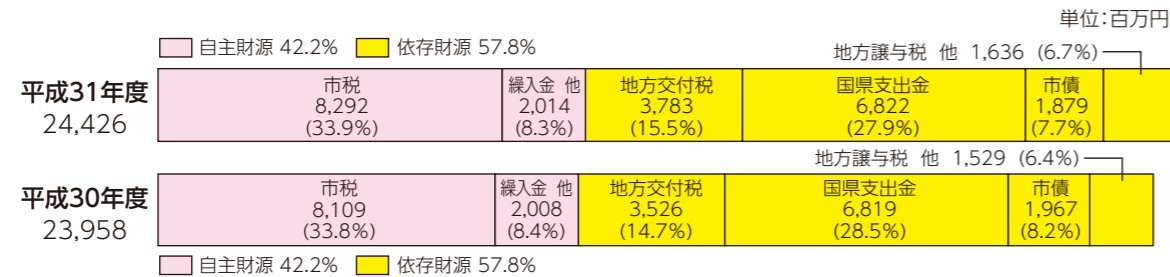 単位:百万円
自主財源 42.2% 依存財源 57.8%
地方譲与税 他 1,636 (6.7%)
平成31年度
24,426
市税
8,292
(33.9%)
繰入金 他
2,014
(8.3%)
地方交付税
3,783
(15.5%)
国県支出金
6,822
(27.9%)
市債
1,879
(7.7%)
地方譲与税 他 1,529 (6.4%)
平成30年度
23,958
市税
8,109
(33.8%)
繰入金 他
2,008
(8.4%)
地方交付税
3,526
(14.7%)
国県支出金
6,819
(28.5%)
市債
1,967
(8.2%)
自主財源 42.2% 依存財源 57.8%